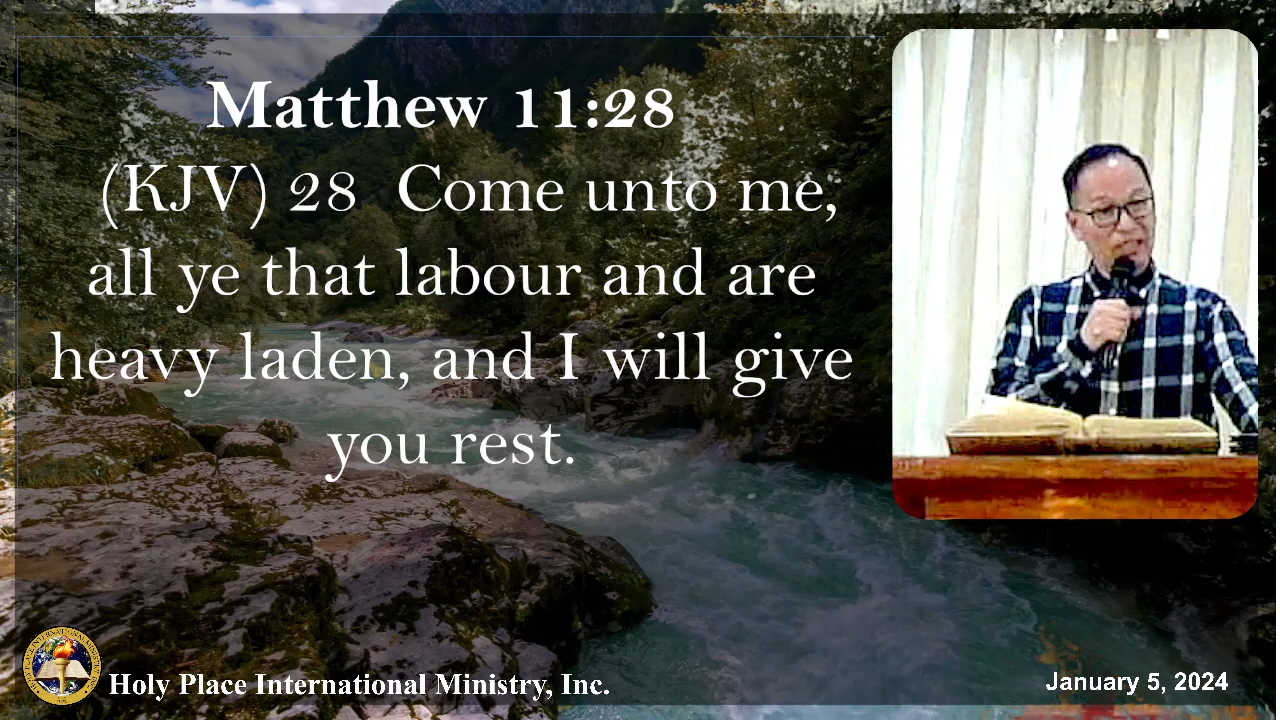 Matthew 11:28
(KJV) 28 Come unto me,
all ye that labour and are
heavy laden, and I will give
you rest.
Holy Place International Ministry, Inc.
January 5, 2024